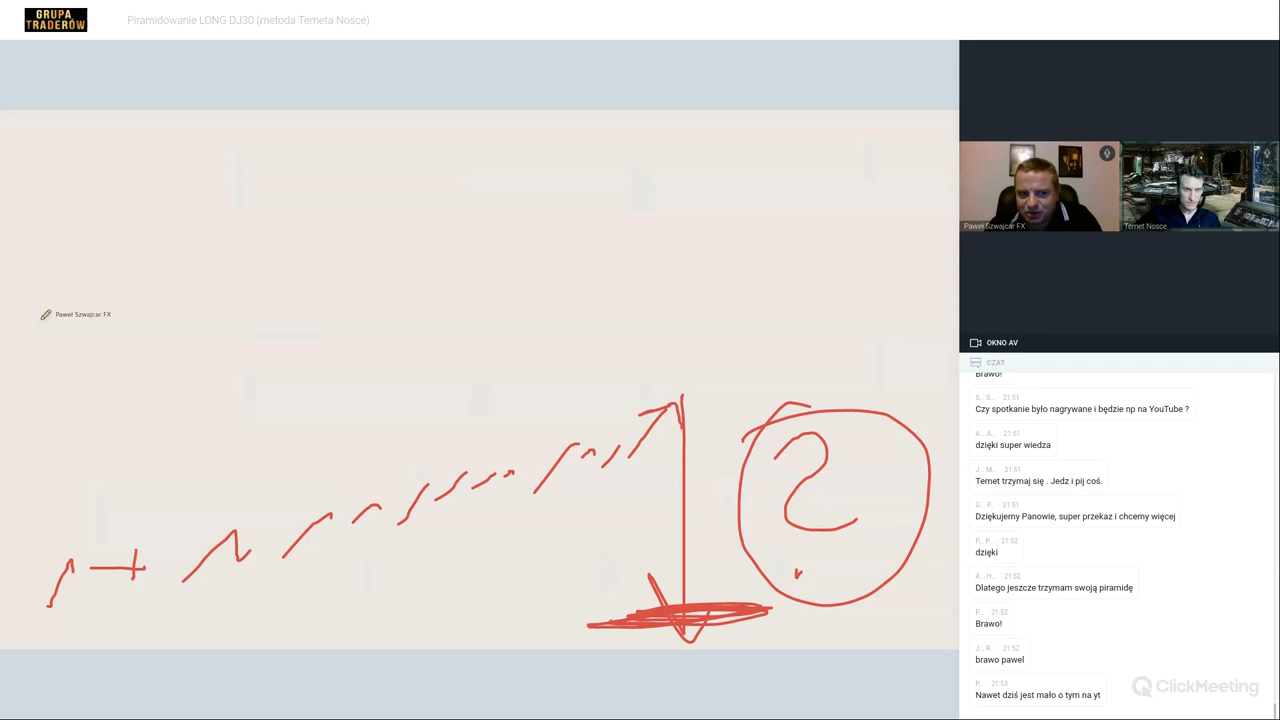 GRUPA
TRADERÓW
Piramidowanie LONG DJ30 (metoda Temeta Nosce)
Paweł Szwajcar FX
Paweł Szwajcar FX
Temet Nosce
OKNO AV
CZAT
Brawo!
S... S... 21:51
Czy spotkanie było nagrywane i będzie np na YouTube ?
A... A... 21:51
dzięki super wiedza
J... M... 21:51
Temet trzymaj się . Jedz i pij coś.
G... P... 21:51
Dziękujemy Panowie, super przekaz i chcemy więcej
P... P... 21:52
dzięki
A... H... 21:52
Dlatego jeszcze trzymam swoją piramidę
P... 21:52
Brawo!
J... R... 21:52
brawo pawel
P... 21:53
Nawet dziś jest mało o tym na yt
ClickMeeting
2